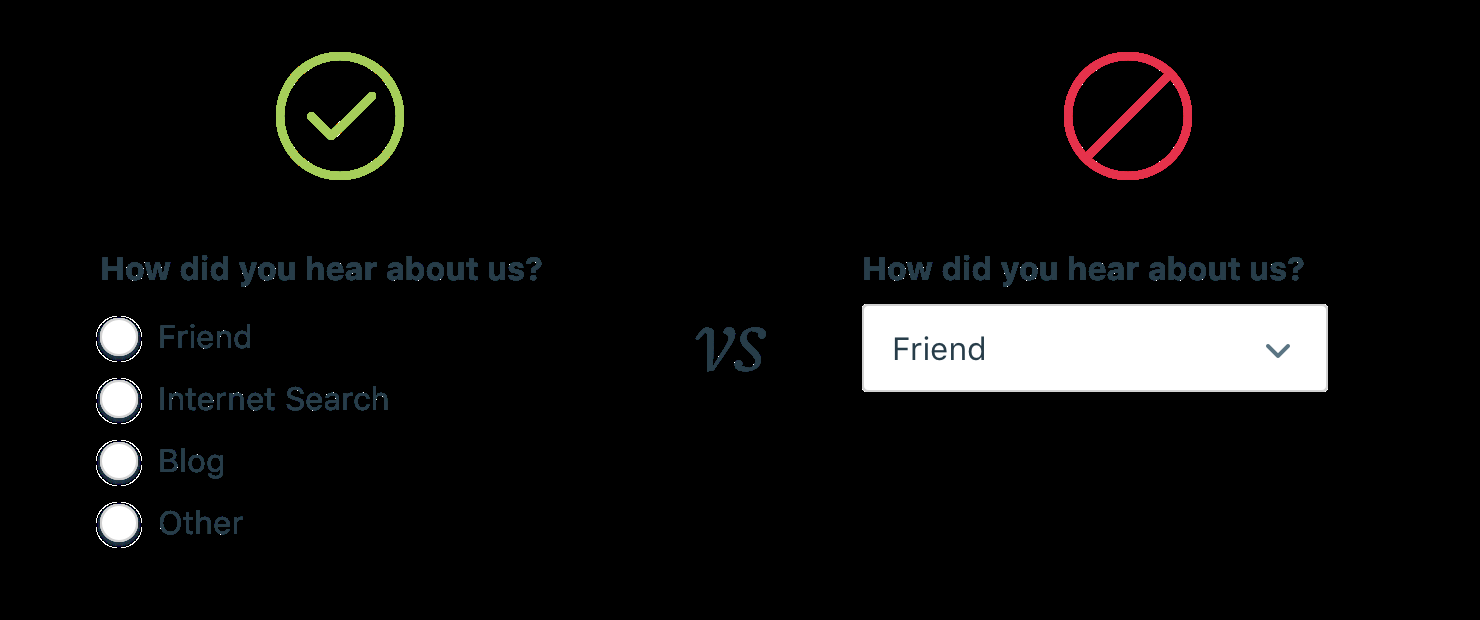 How did you hear about us?
Friend
Internet Search
Blog
Other
VS
How did you hear about us?
Friend